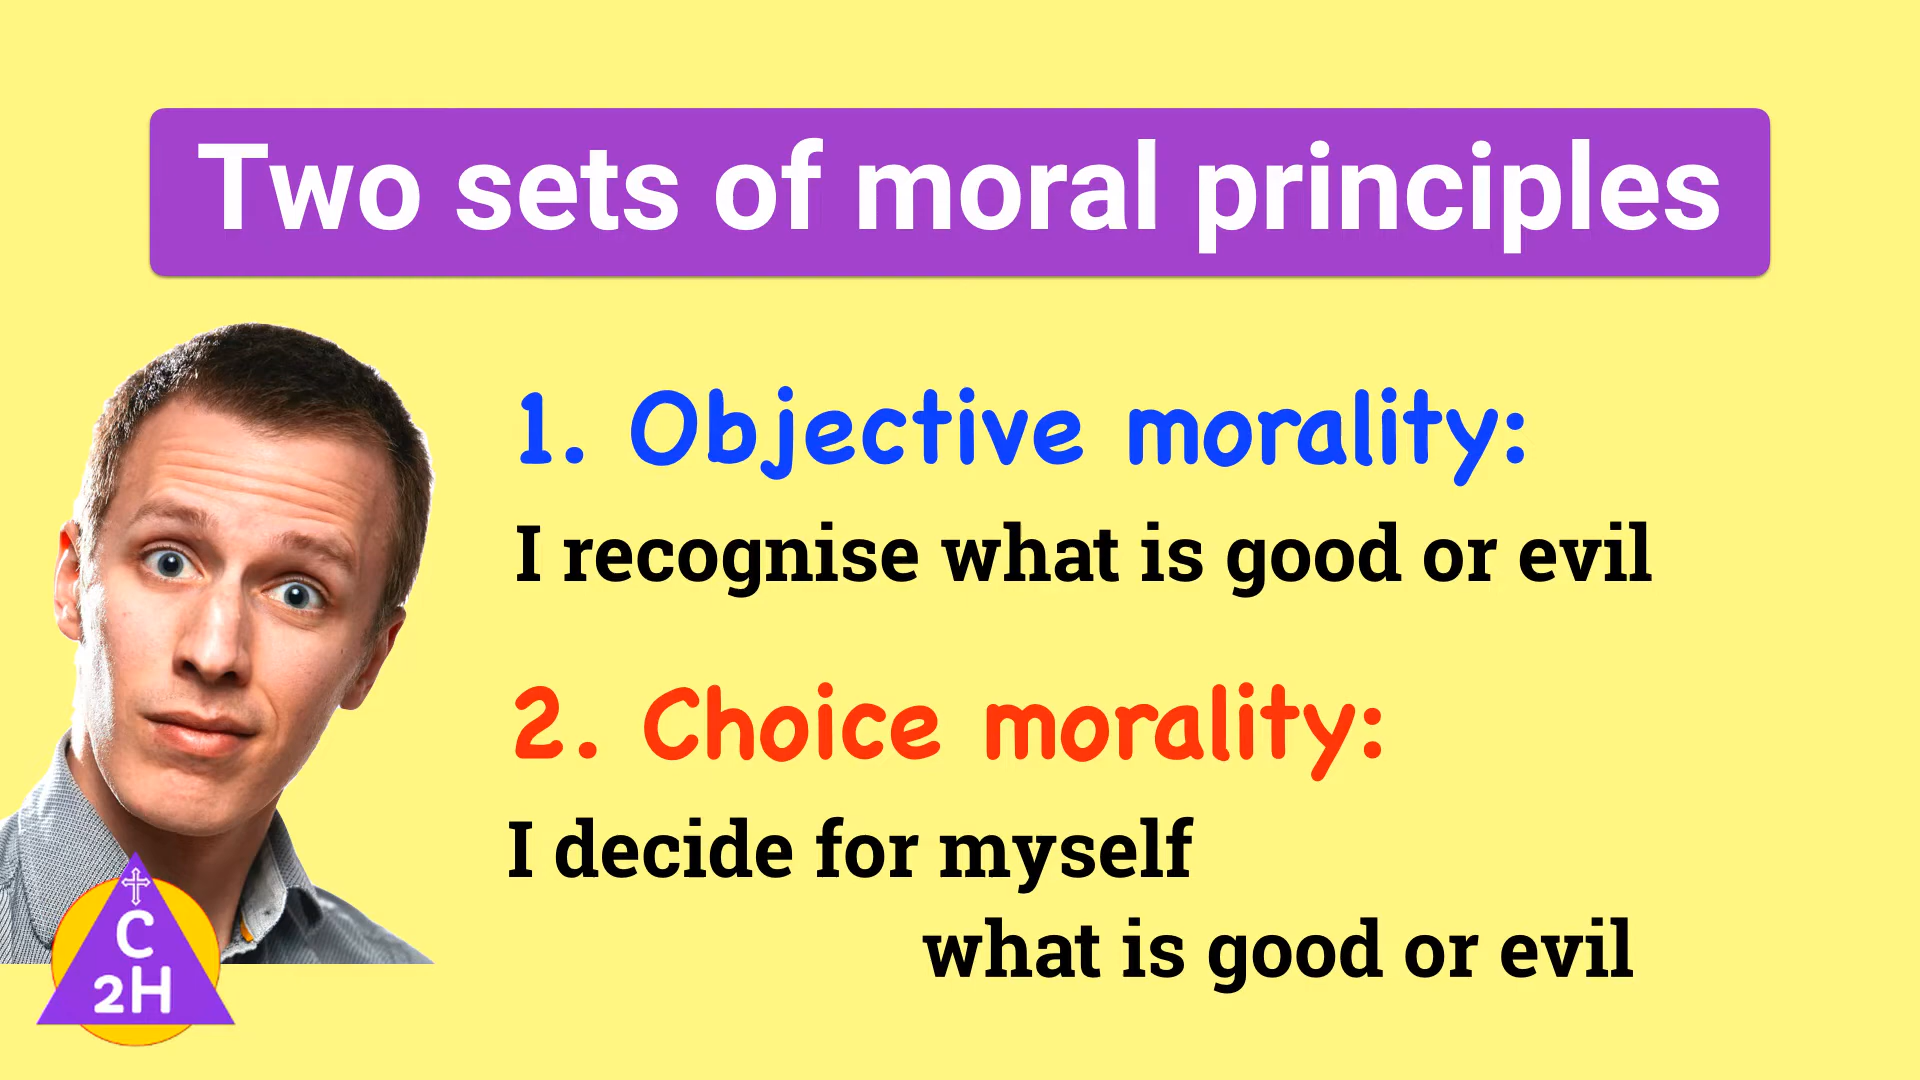 Two sets of moral principles
1. Objective morality:
I recognise what is good or evil
2. Choice morality:
I decide for myself
what is good or evil
C
2H